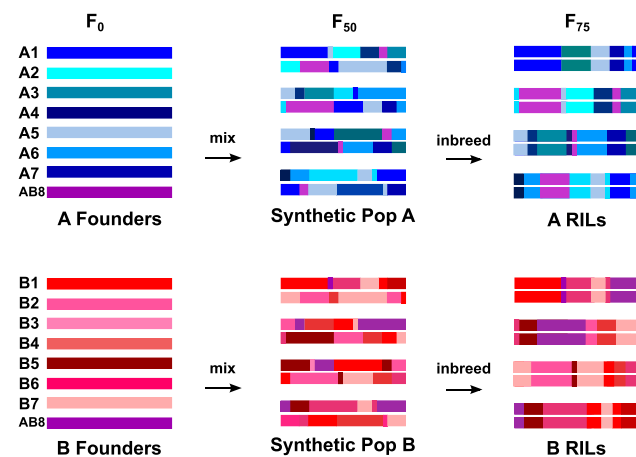 F0
F50
F75
A1
A2
A3
A4
A5
A6
A7
AB8
mix
inbreed
A Founders
Synthetic Pop A
A RILs
B1
B2
B3
B4
B5
B6
B7
AB8
mix
inbreed
B Founders
Synthetic Pop B
B RILs